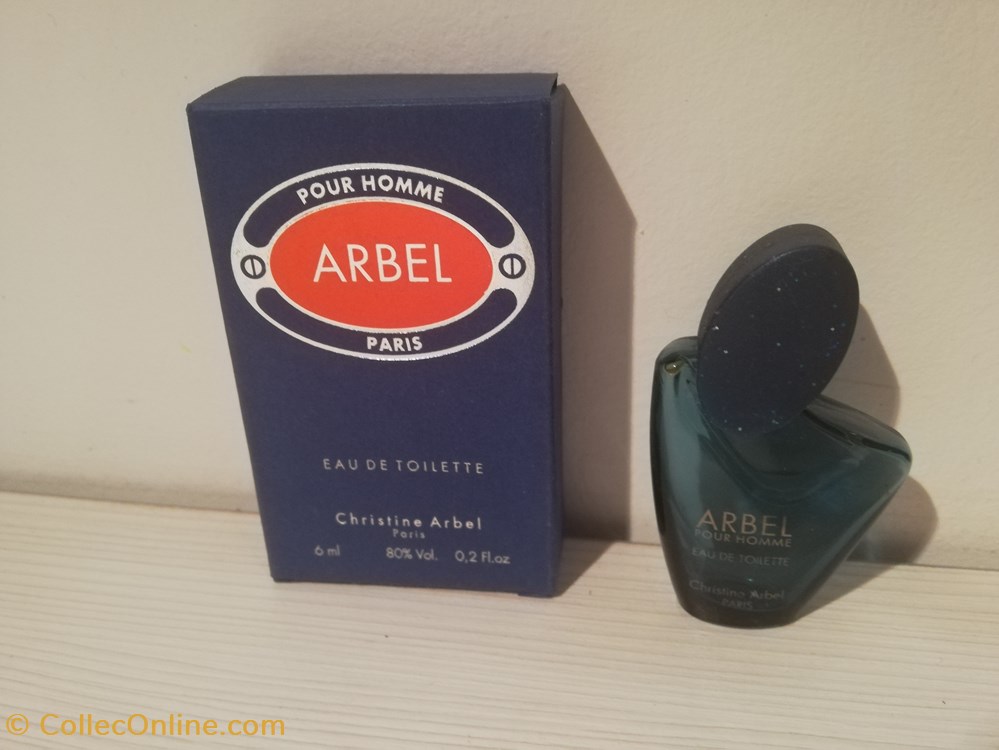 POUR HOMME
ARBEL
PARIS
EAU DE TOILETTE
Christine Arbel
Paris
6 ml 80% Vol. 0,2 Fl.oz
ARBEL
POUR HOMME
EAU DE TOILETTE
Christine Arbel
PARIS
© CollecOnline.com